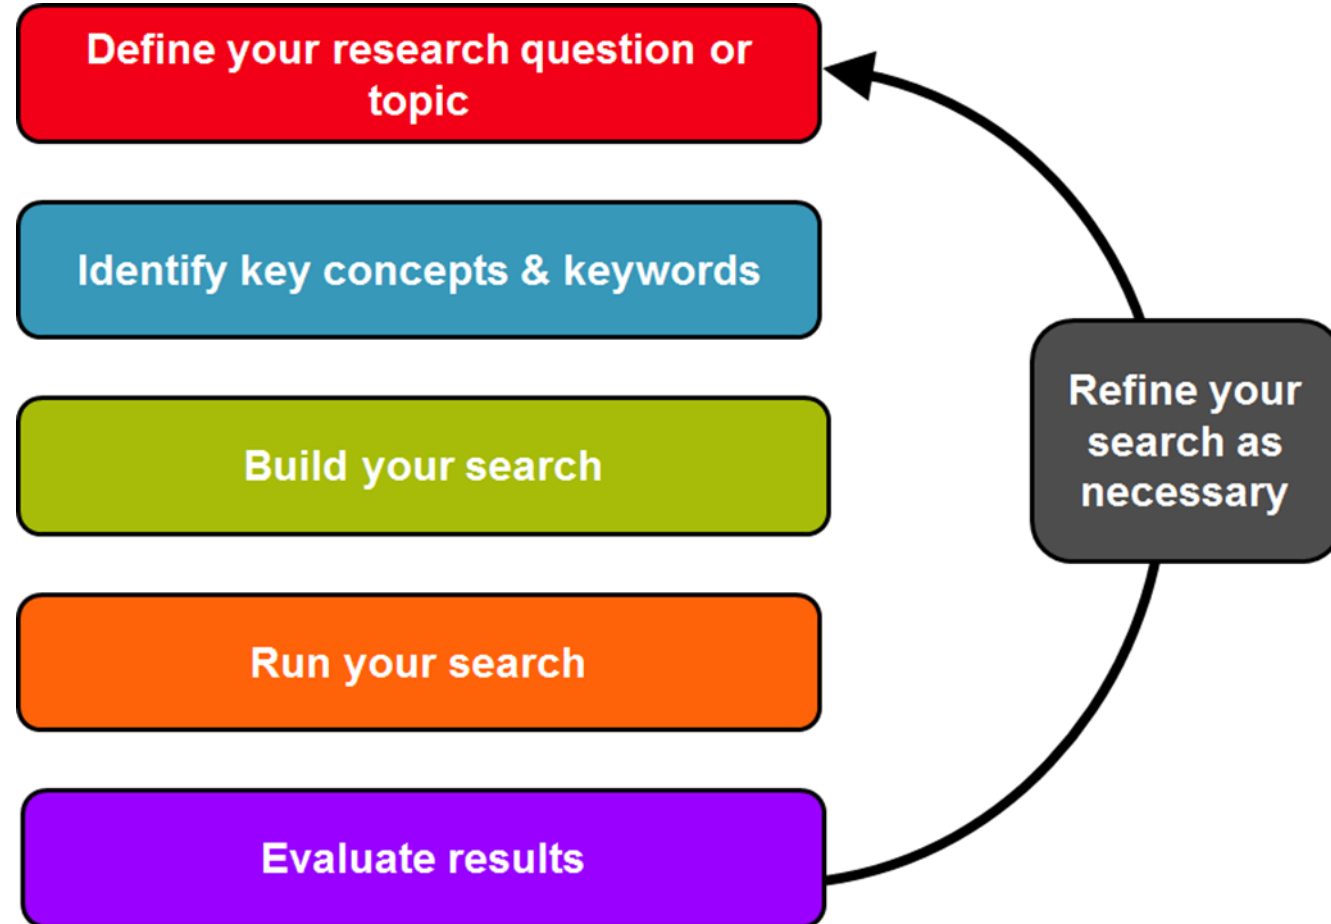 Define your research question or
topic
Identify key concepts & keywords
Build your search
Run your search
Evaluate results
Refine your
search as
necessary